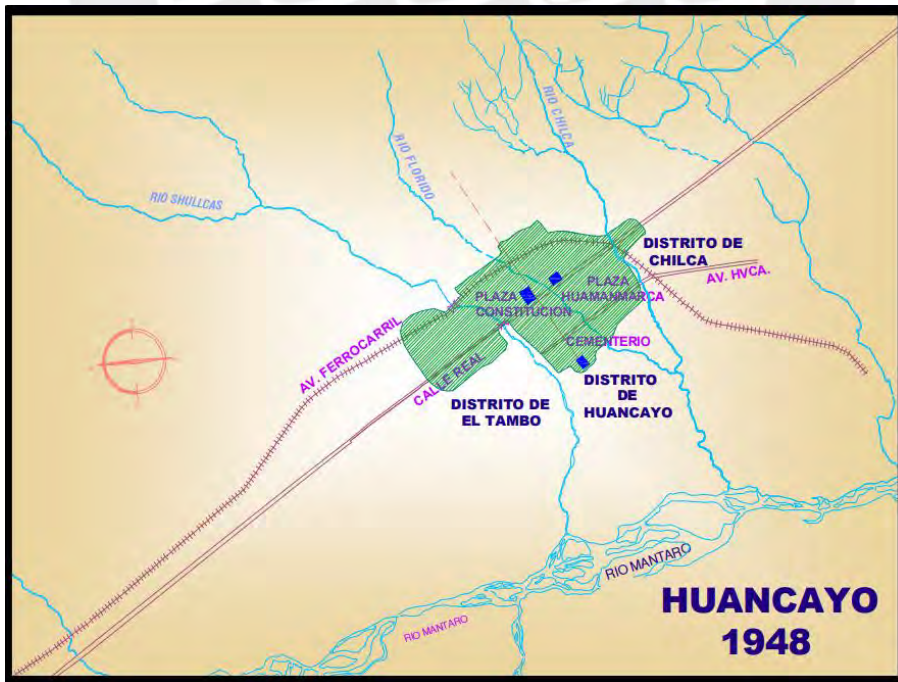 RIO SHULLCAS
RIO FLORIDO
RIO CHILCA
DISTRITO DE
CHILCA
AV. HVCA.
PLAZA
HUAMANMARCA
PLAZA
CONSTITUCION
CEMENTERIO
AV. FERROCARRIL
CALLE REAL
DISTRITO DE
EL TAMBO
DISTRITO
DE
HUANCAYO
RIO MANTARO
RIO MANTARO
HUANCAYO
1948